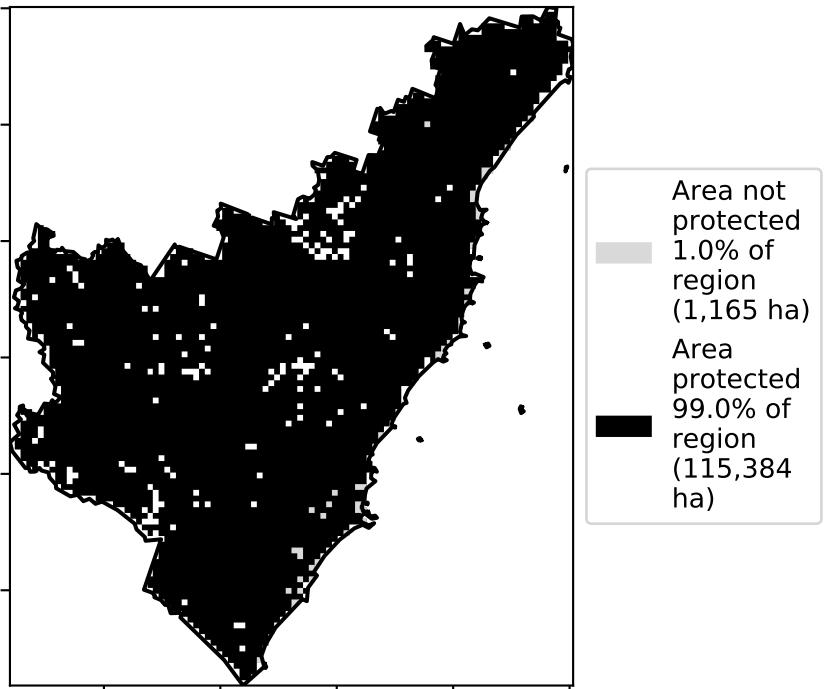 Area not
protected
1.0% of
region
(1,165 ha)
Area
protected
99.0% of
region
(115,384
ha)